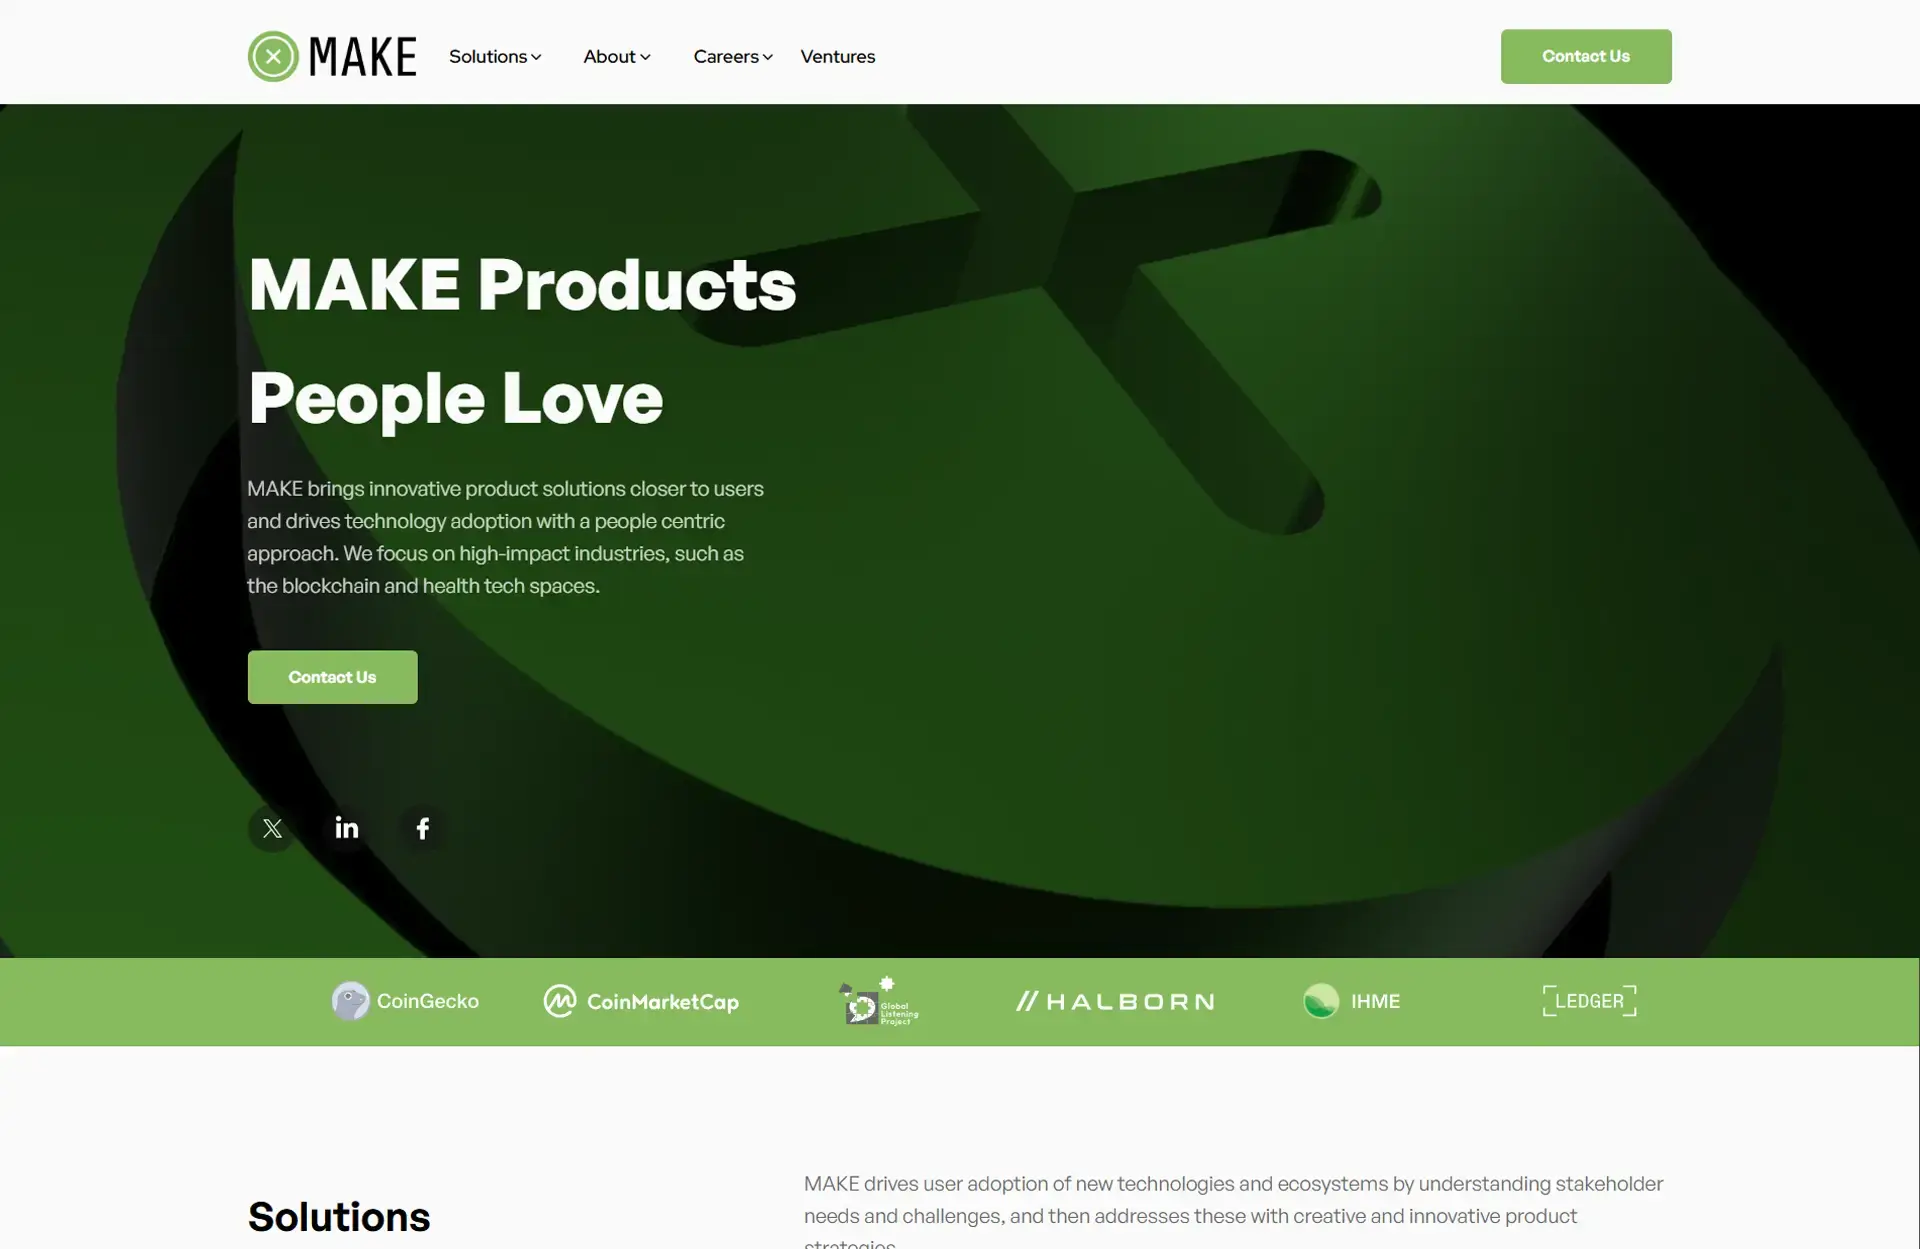 MAKE
Solutions
About
Careers
Ventures
Contact Us
MAKE Products
People Love
MAKE brings innovative product solutions closer to users
and drives technology adoption with a people centric
approach. We focus on high-impact industries, such as
the blockchain and health tech spaces.
Contact Us
CoinGecko
CoinMarketCap
Global
Listening
Project
HALBORN
IHME
LEDGER
Solutions
MAKE drives user adoption of new technologies and ecosystems by understanding stakeholder
needs and challenges, and then addresses these with creative and innovative product
strategies